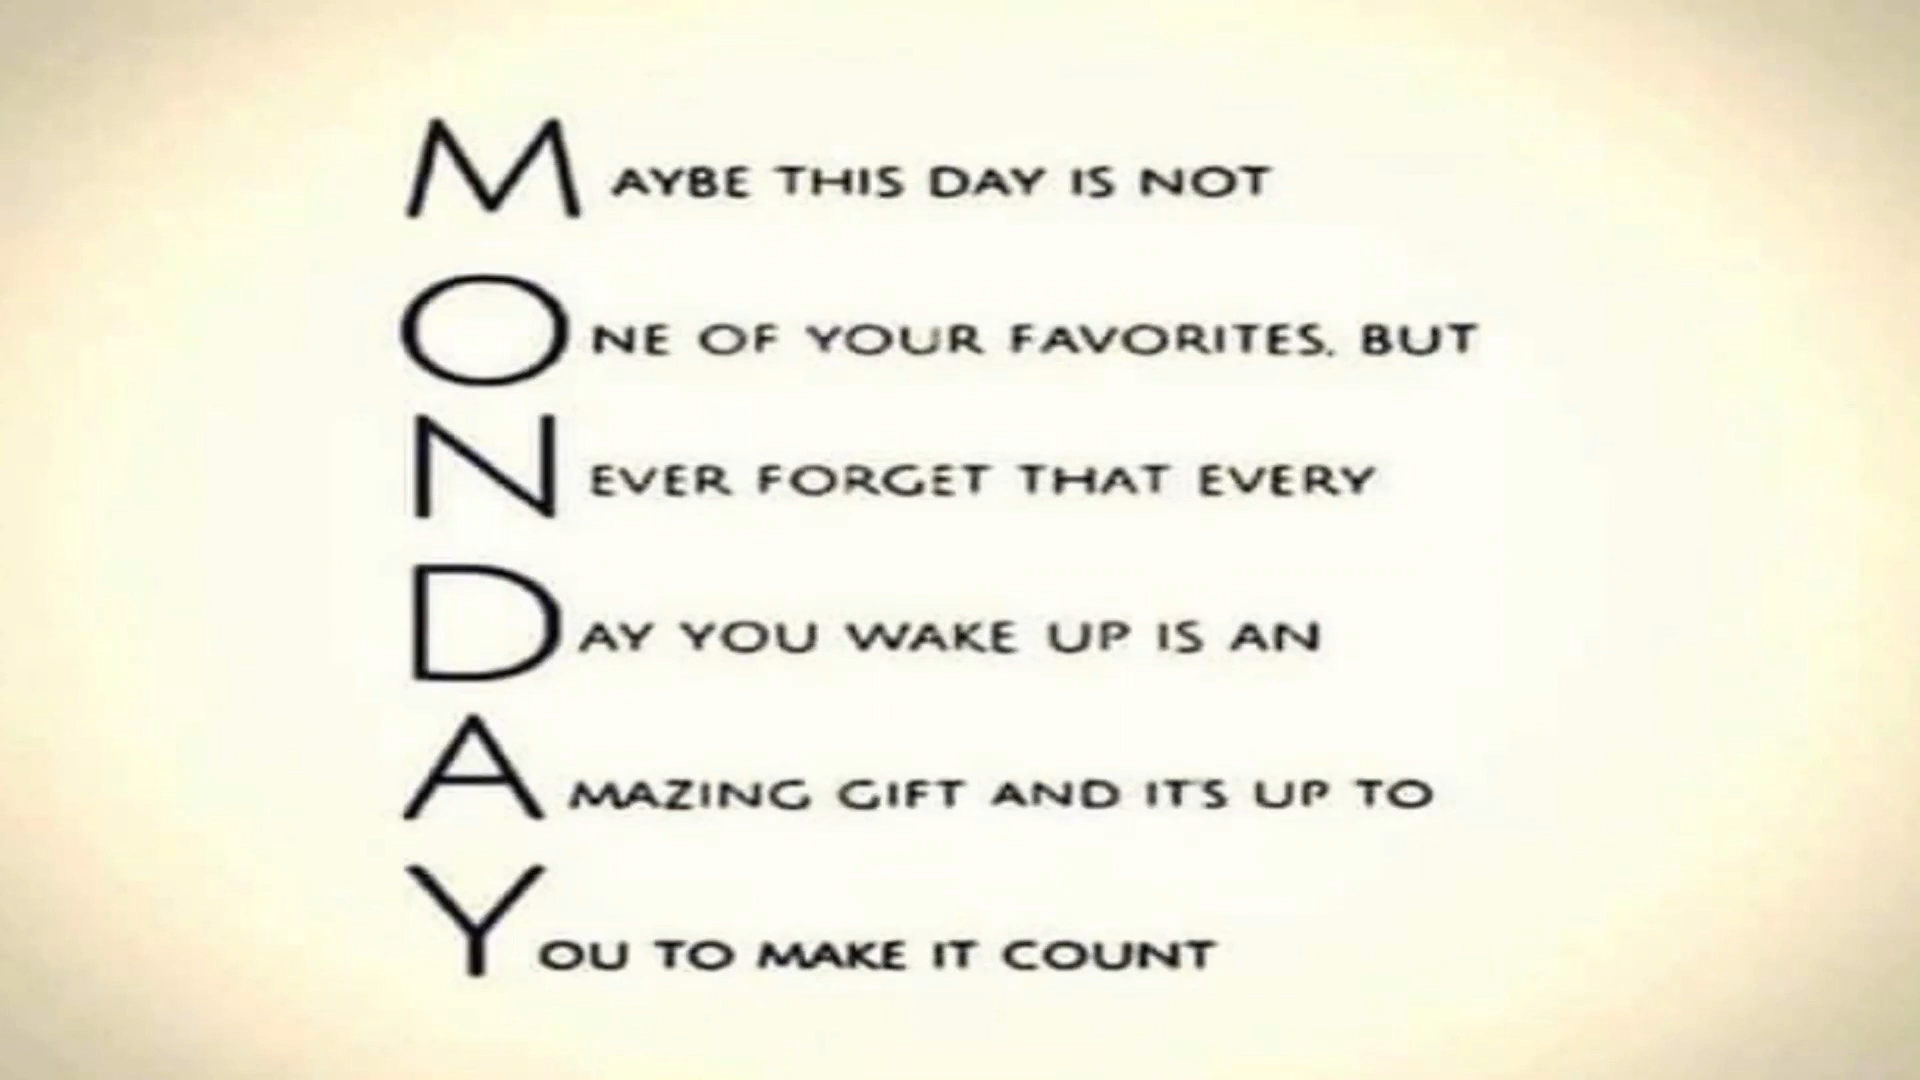 MAYBE THIS DAY IS NOT
ONE OF YOUR FAVORITES. BUT
NEVER FORGET THAT EVERY
DAY YOU WAKE UP IS AN
AMAZING GIFT AND IT'S UP TO
YOU TO MAKE IT COUNT